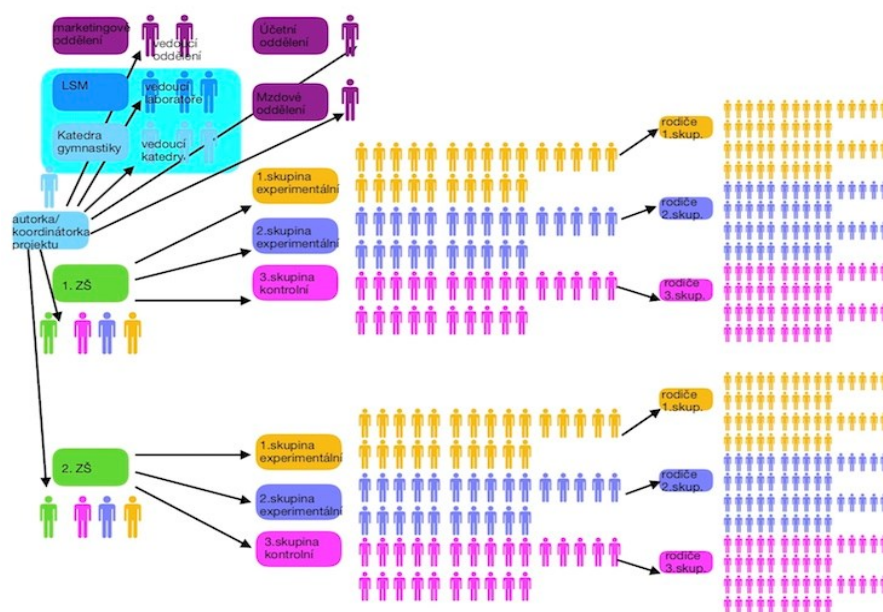 marketingové
oddělení
vedoucí
oddělení
Účetní
oddělení
LSM
vedoucí
laboratoře
Mzdové
oddělení
Katedra
gymnastiky
vedoucí
katedry
autorka/
koordinátorka
projektu
1. ZŠ
1.skupina
experimentální
2.skupina
experimentální
3.skupina
kontrolní
rodiče
1.skup.
rodiče
2.skup.
rodiče
3.skup.
2. ZŠ
1.skupina
experimentální
2.skupina
experimentální
3.skupina
kontrolní
rodiče
1.skup.
rodiče
2.skup.
rodiče
3.skup.